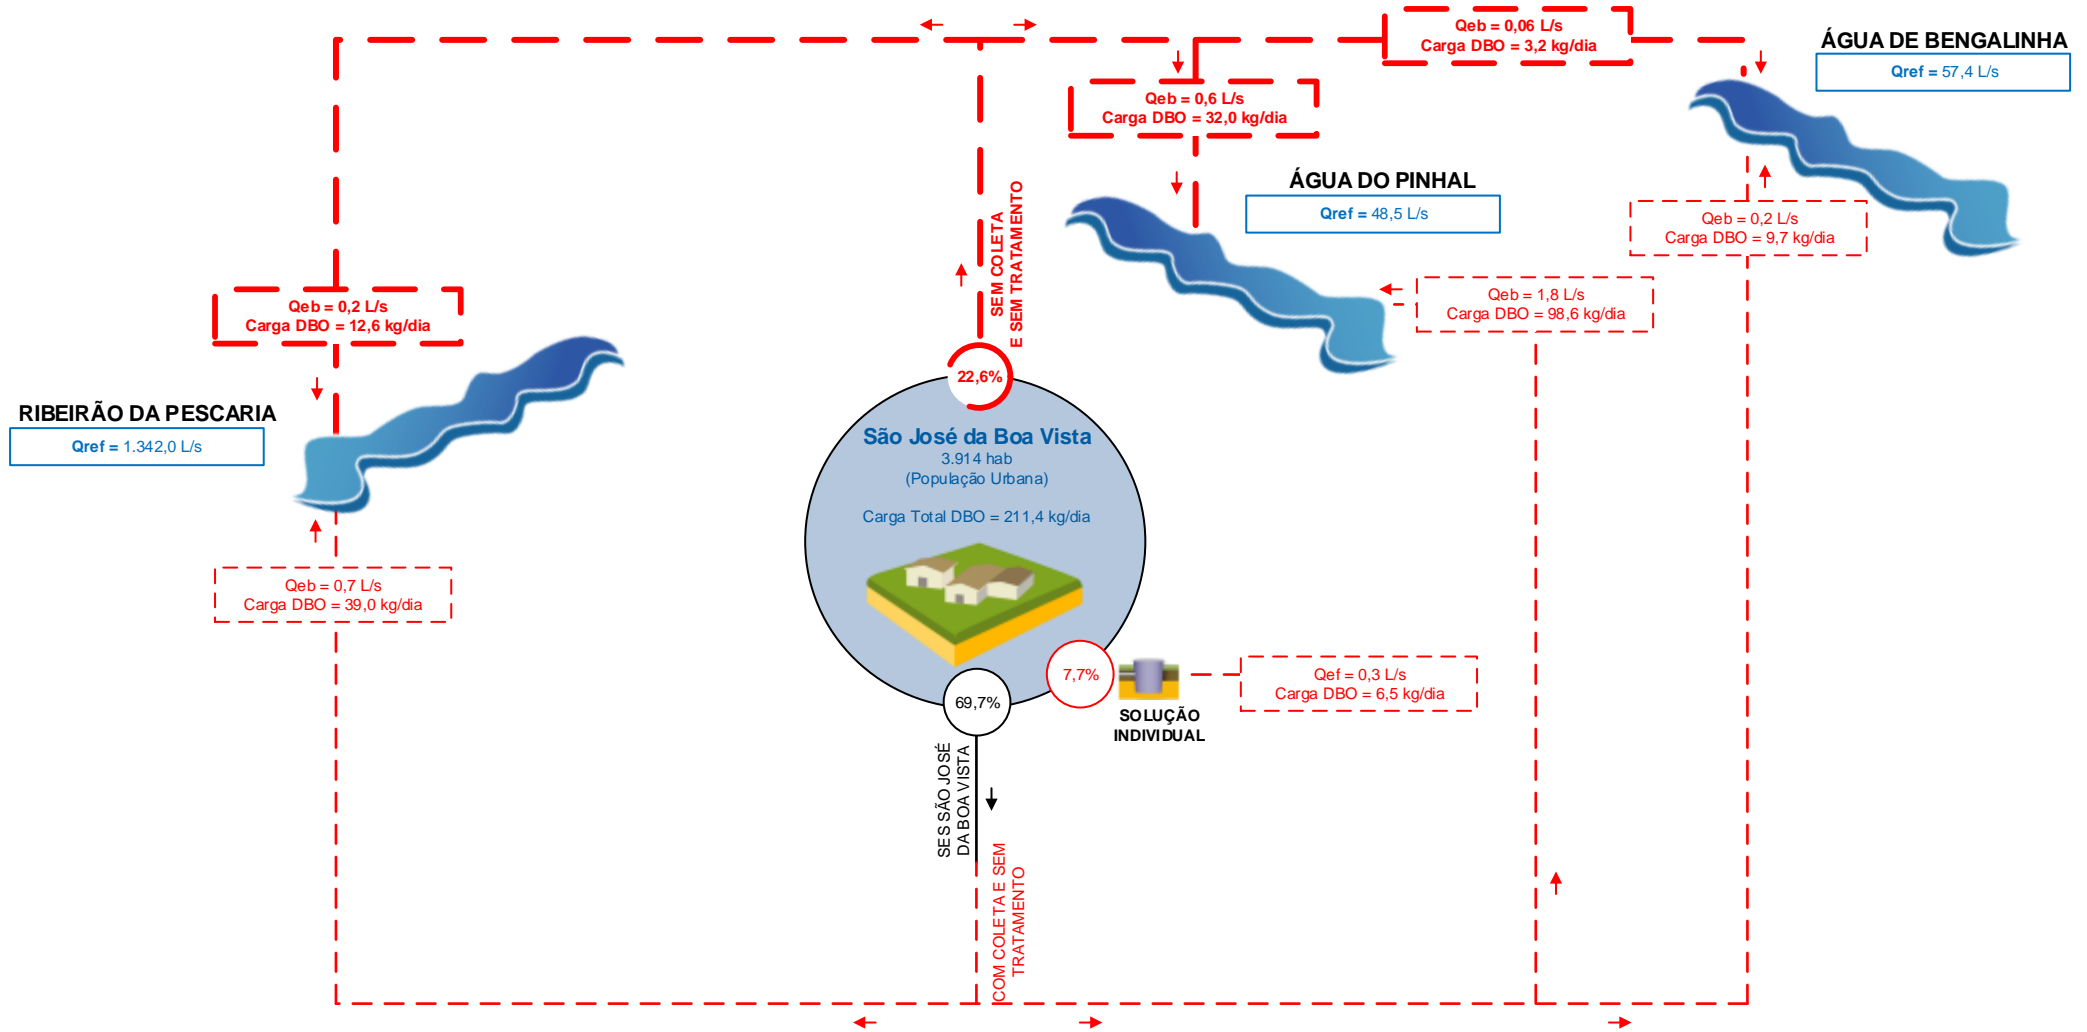 Qeb = 0,06 L/s
Carga DBO = 3,2 kg/dia
ÁGUA DE BENGALINHA
Qref = 57,4 L/s
Qeb = 0,6 L/s
Carga DBO = 32,0 kg/dia
ÁGUA DO PINHAL
Qref = 48,5 L/s
Qeb = 0,2 L/s
Carga DBO = 9,7 kg/dia
SEM COLETA
E SEM TRATAMENTO
Qeb = 1,8 L/s
Carga DBO = 98,6 kg/dia
Qeb = 0,2 L/s
Carga DBO = 12,6 kg/dia
22,6%
RIBEIRÃO DA PESCARIA
Qref = 1.342,0 L/s
São José da Boa Vista
3.914 hab
(População Urbana)
Carga Total DBO = 211,4 kg/dia
Qeb = 0,7 L/s
Carga DBO = 39,0 kg/dia
7,7%
Qef = 0,3 L/s
Carga DBO = 6,5 kg/dia
69,7%
SOLUÇÃO
INDIVIDUAL
SES SÃO JOSÉ
DA BOA VISTA
COM COLETA E SEM
TRATAMENTO